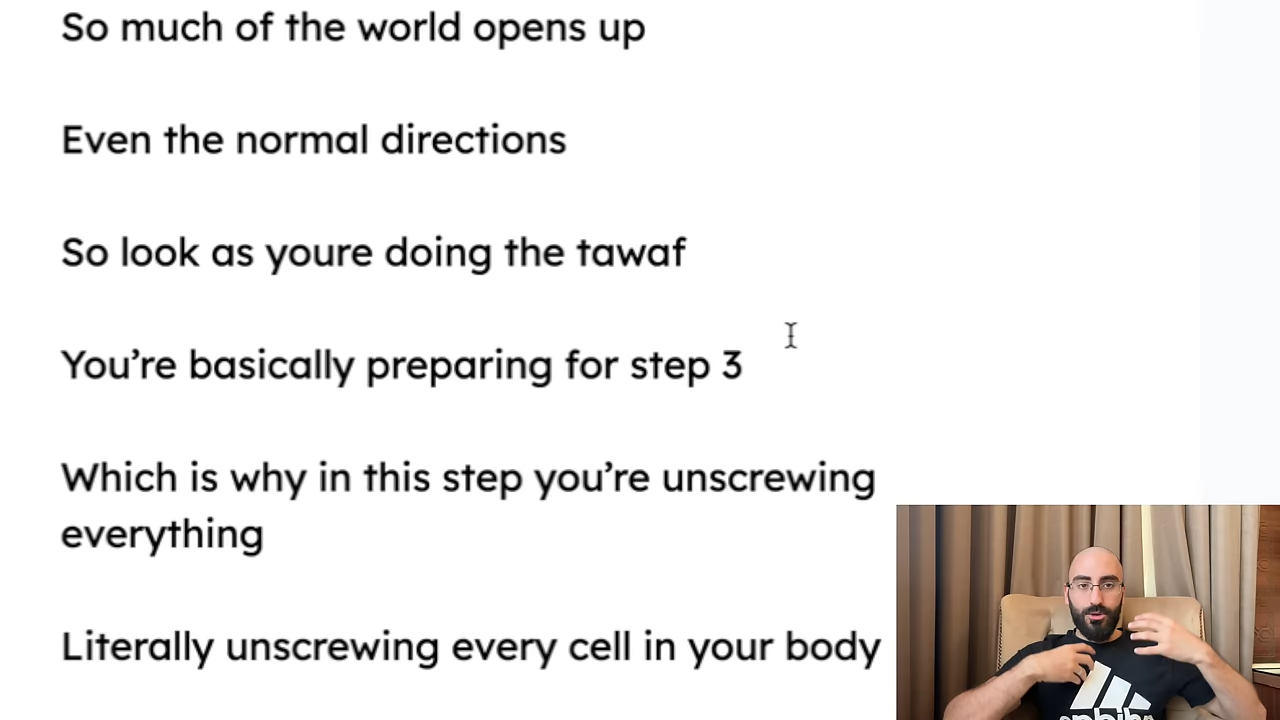 So much of the world opens up
Even the normal directions
So look as youre doing the tawaf
You’re basically preparing for step 3
Which is why in this step you’re unscrewing
everything
Literally unscrewing every cell in your body